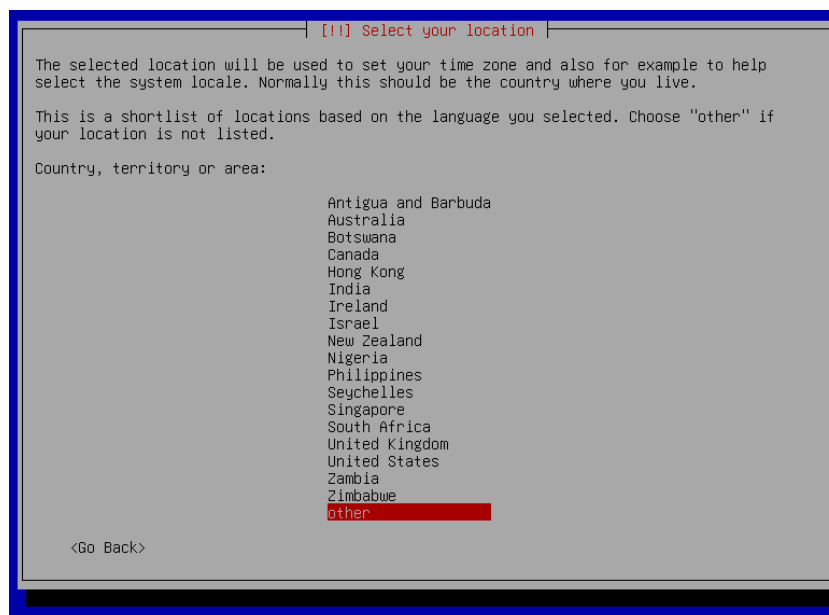 [!!] Select your location
The selected location will be used to set your time zone and also for example to help
select the system locale. Normally this should be the country where you live.
This is a shortlist of locations based on the language you selected. Choose "other" if
your location is not listed.
Country, territory or area:
Antigua and Barbuda
Australia
Botswana
Canada
Hong Kong
India
Ireland
Israel
New Zealand
Nigeria
Philippines
Seychelles
Singapore
South Africa
United Kingdom
United States
Zambia
Zimbabwe
other
<Go Back>